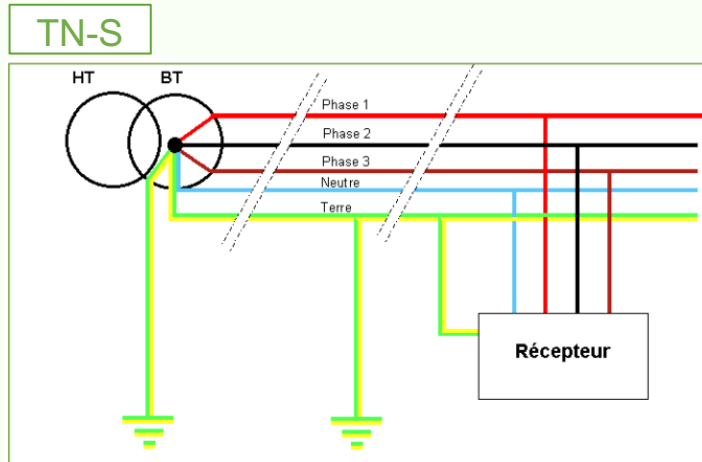 TN-S
HT BT
Phase 1
Phase 2
Phase 3
Neutre
Terre
Récepteur